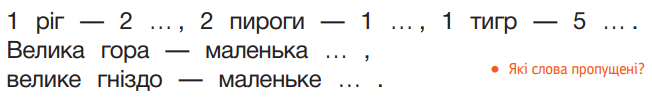 1 ріг — 2 ..., 2 пироги — 1 ..., 1 тигр — 5 ... .
Велика гора — маленька ... ,
велике гніздо — маленьке ... .
• Які слова пропущені?